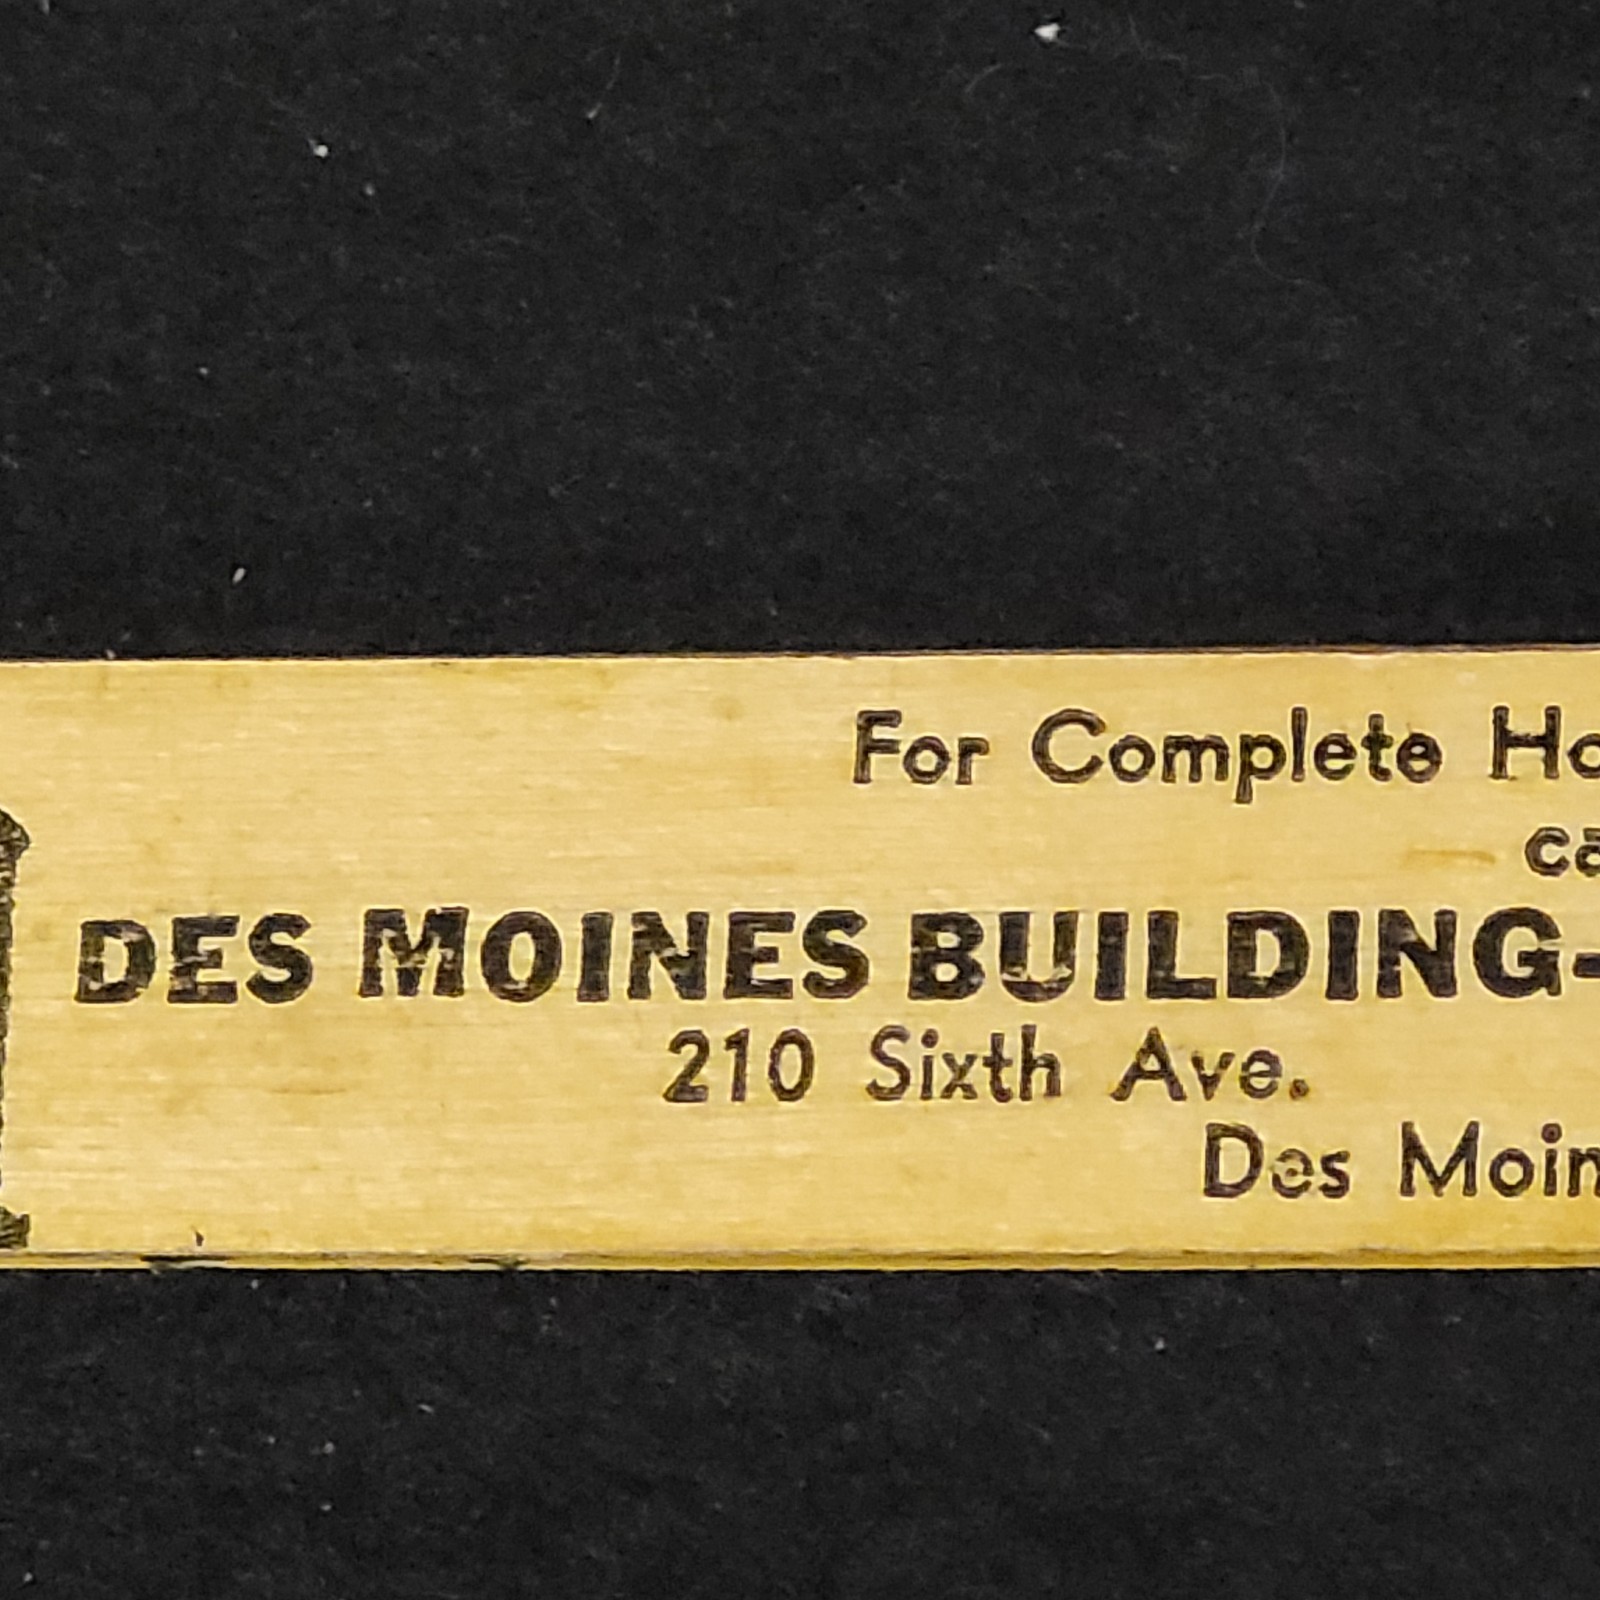 For Complete Ho
ca
DES MOINES BUILDING-
210 Sixth Ave.
Des Moin